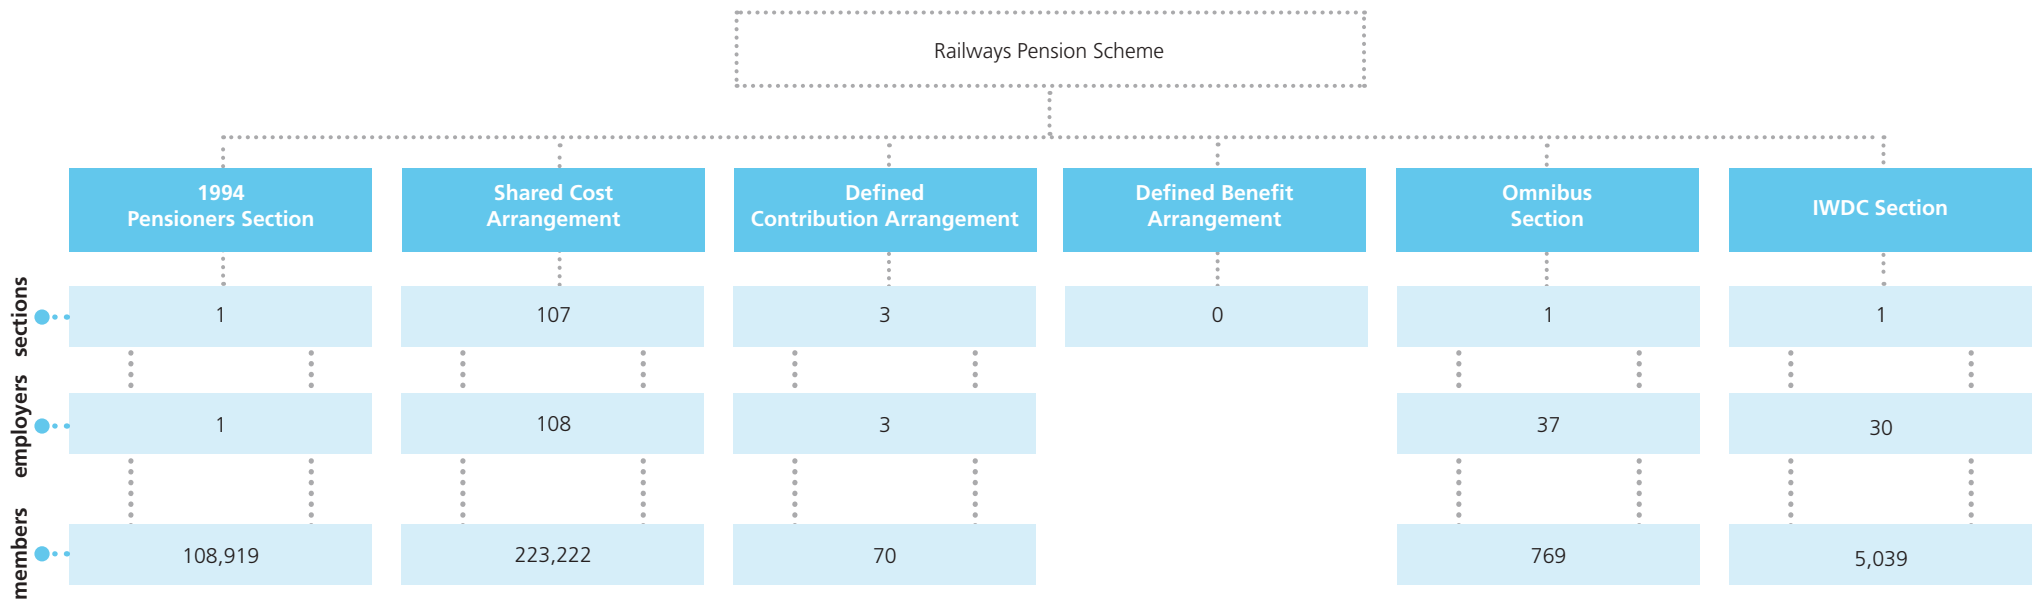 Railways Pension Scheme
1994
Pensioners Section
Shared Cost
Arrangement
Defined
Contribution Arrangement
Defined Benefit
Arrangement
Omnibus
Section
IWDC Section
sections
1
107
3
0
1
1
employers
1
108
3
37
30
members
108,919
223,222
70
769
5,039